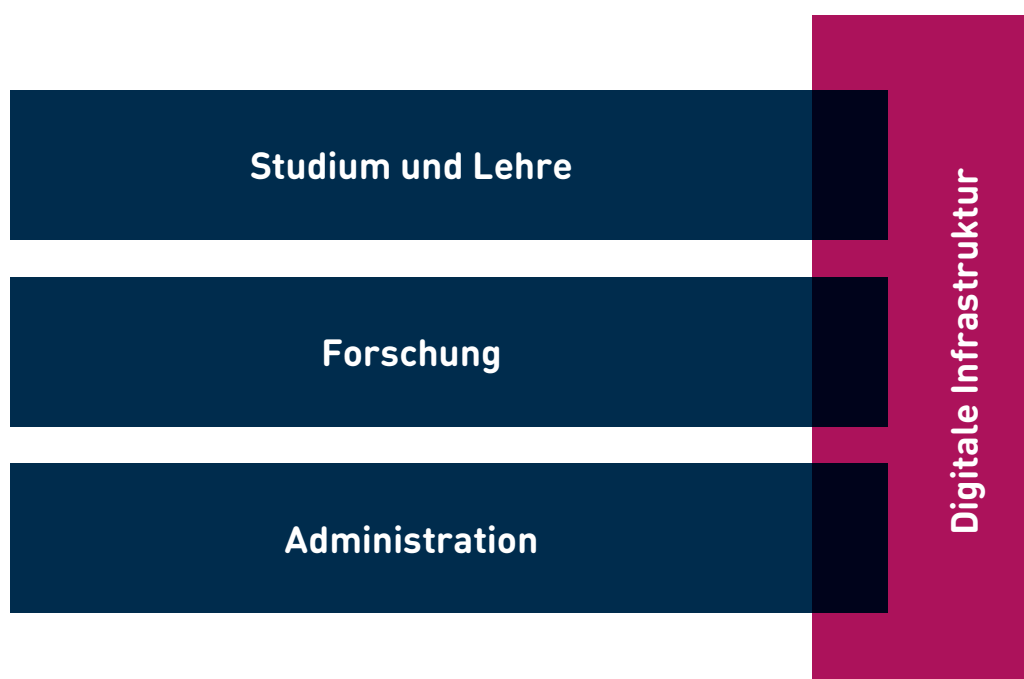 Studium und Lehre
Forschung
Administration
Digitale Infrastruktur